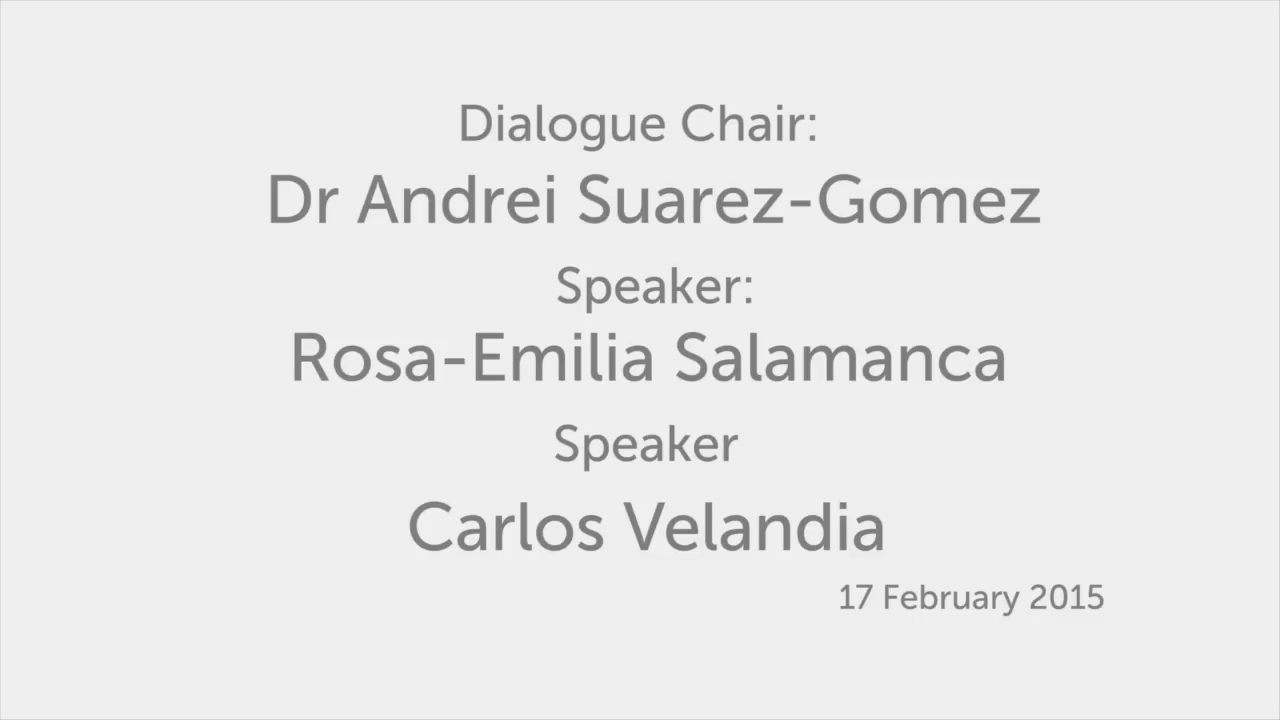 Dialogue Chair:
Dr Andrei Suarez-Gomez
Speaker:
Rosa-Emilia Salamanca
Speaker
Carlos Velandia
17 February 2015